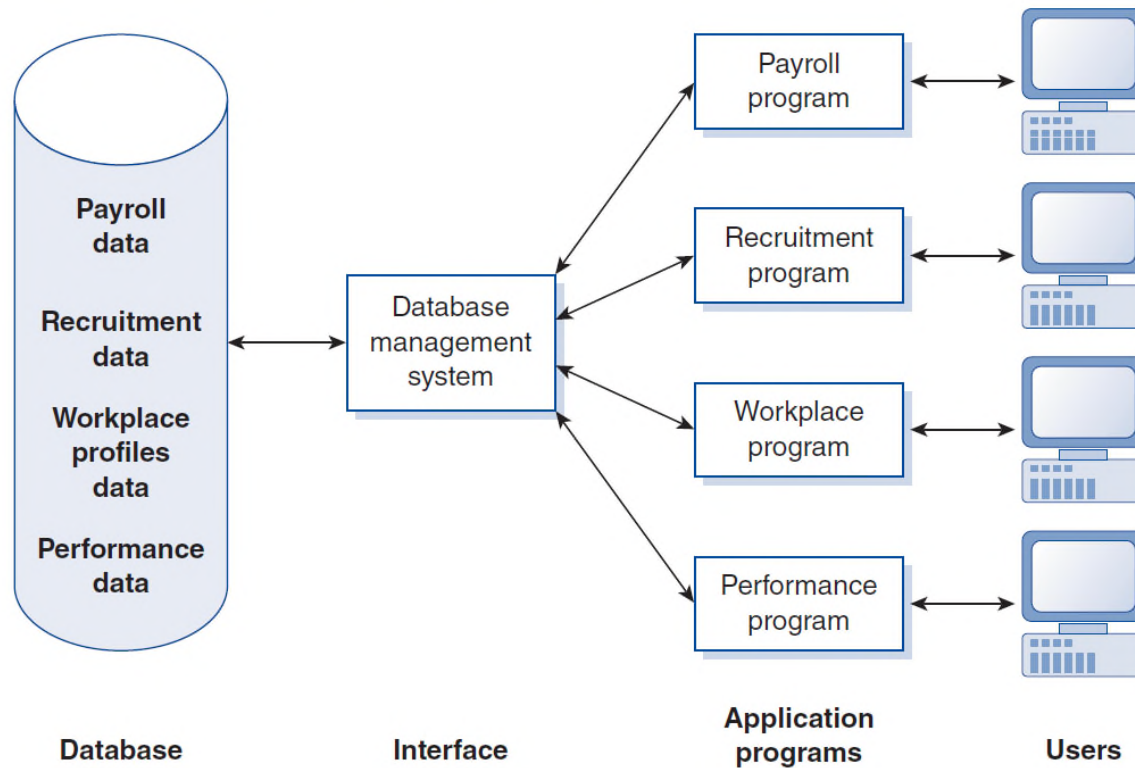 Payroll
data
Recruitment
data
Workplace
profiles
data
Performance
data
Database
management
system
Payroll
program
Recruitment
program
Workplace
program
Performance
program
Database
Interface
Application
programs
Users